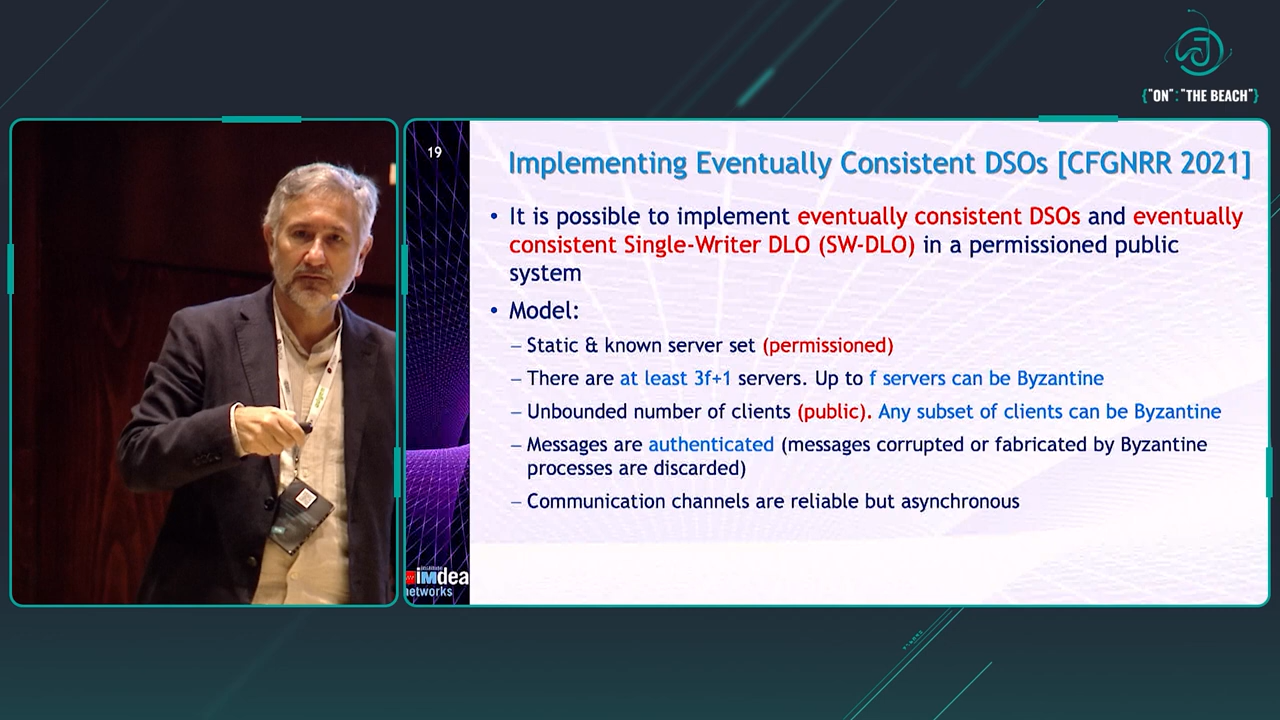 {"ON":"THE BEACH"}
19
Implementing Eventually Consistent DSOs [CFGNRR 2021]
• It is possible to implement eventually consistent DSOs and eventually
consistent Single-Writer DLO (SW-DLO) in a permissioned public
system
• Model:
– Static & known server set (permissioned)
– There are at least 3f+1 servers. Up to f servers can be Byzantine
– Unbounded number of clients (public). Any subset of clients can be Byzantine
– Messages are authenticated (messages corrupted or fabricated by Byzantine
processes are discarded)
– Communication channels are reliable but asynchronous
imdea
networks